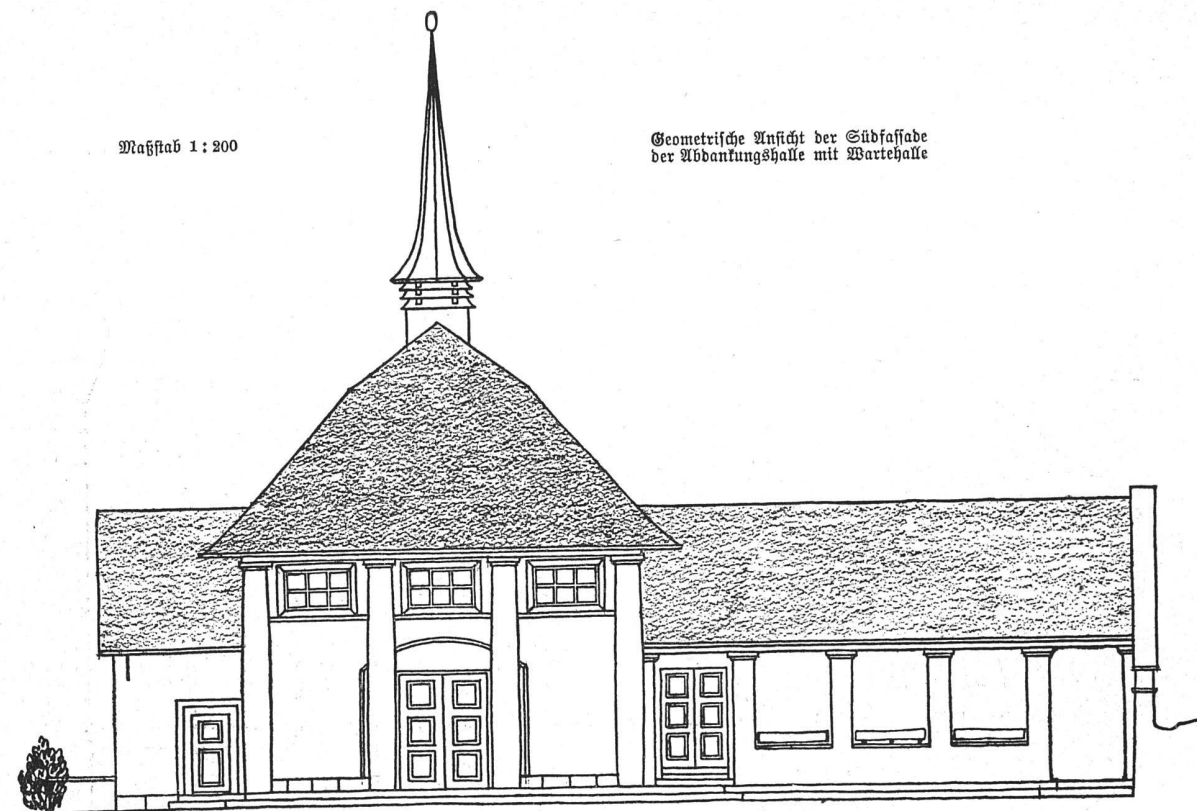 Maßstab 1:200
Geometrische Ansicht der Südfassade
der Abdankungshalle mit Wartehalle